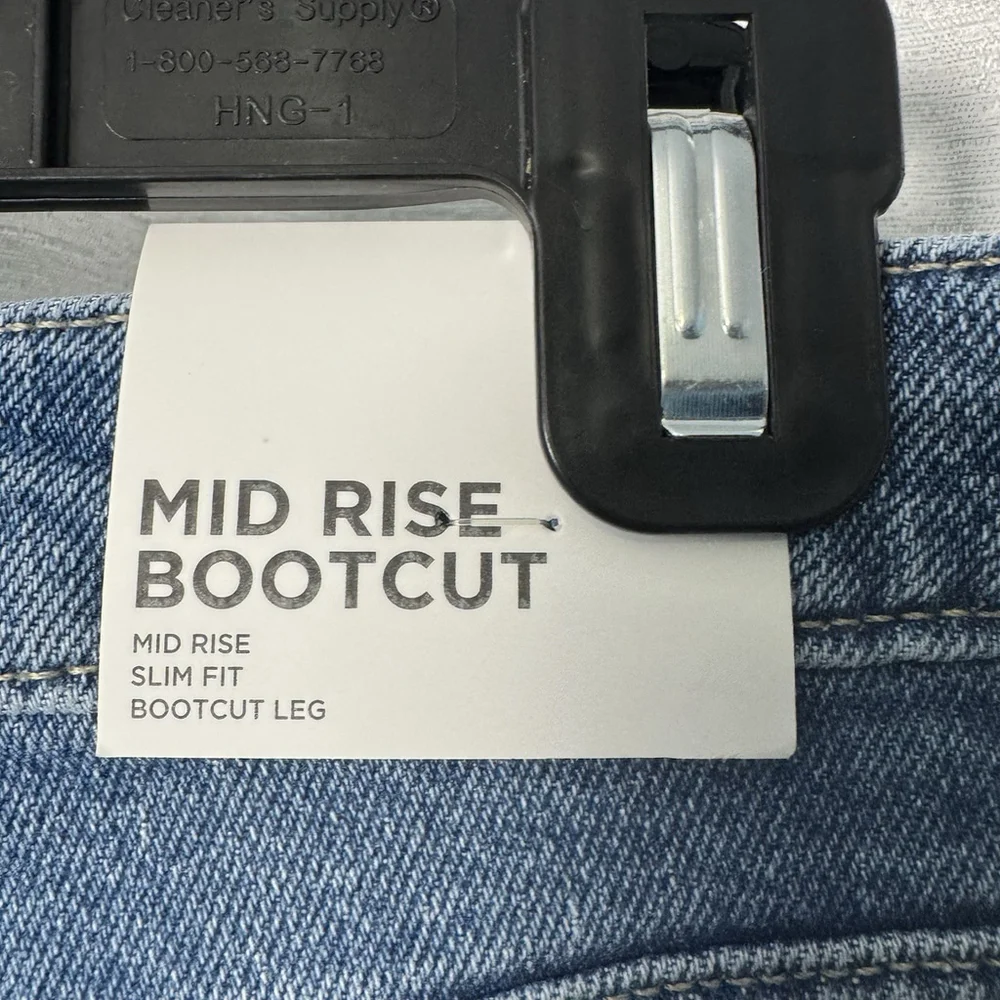 Cleaner's Supply®
1-800-568-7768
HNG-1
MID RISE
BOOTCUT
MID RISE
SLIM FIT
BOOTCUT LEG